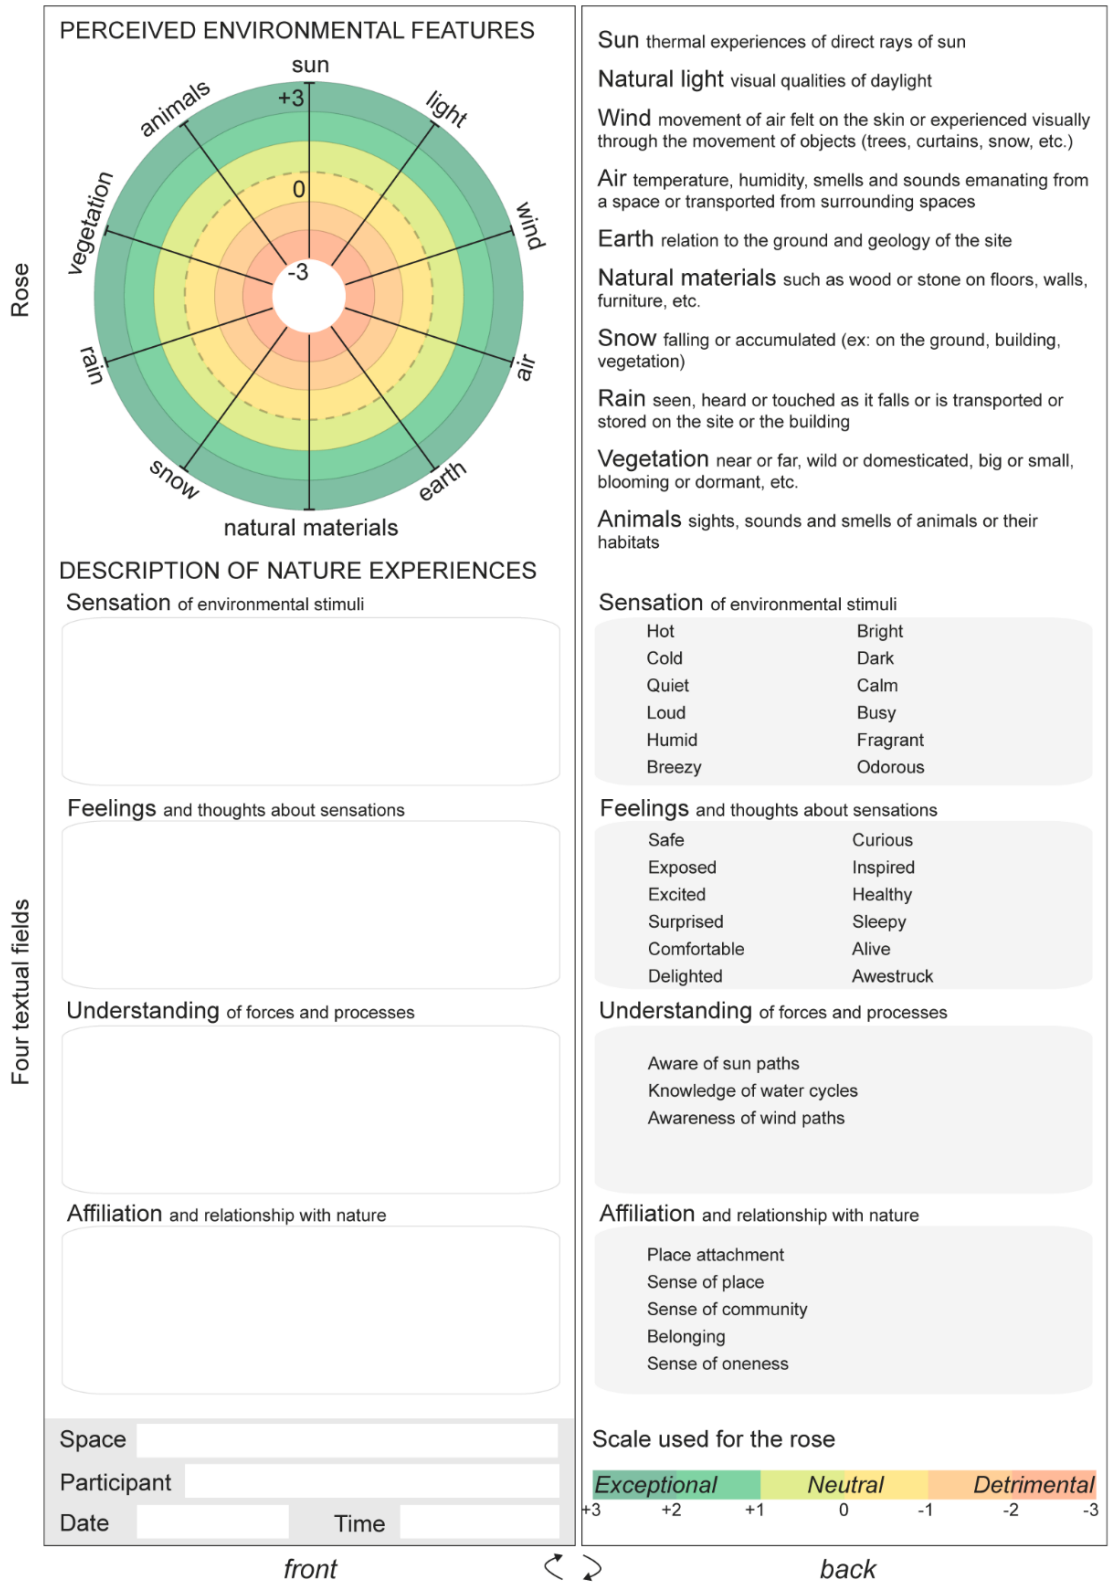 PERCEIVED ENVIRONMENTAL FEATURES
sun
light
wind
air
earth
natural materials
snow
rain
vegetation
animals
+3
0
-3
Rose
DESCRIPTION OF NATURE EXPERIENCES
Sensation of environmental stimuli
Feelings and thoughts about sensations
Understanding of forces and processes
Affiliation and relationship with nature
Four textual fields
Space
Participant
Date
Time
front
Sun thermal experiences of direct rays of sun
Natural light visual qualities of daylight
Wind movement of air felt on the skin or experienced visually
through the movement of objects (trees, curtains, snow, etc.)
Air temperature, humidity, smells and sounds emanating from
a space or transported from surrounding spaces
Earth relation to the ground and geology of the site
Natural materials such as wood or stone on floors, walls,
furniture, etc.
Snow falling or accumulated (ex: on the ground, building,
vegetation)
Rain seen, heard or touched as it falls or is transported or
stored on the site or the building
Vegetation near or far, wild or domesticated, big or small,
blooming or dormant, etc.
Animals sights, sounds and smells of animals or their
habitats
Sensation of environmental stimuli
Hot Bright
Cold Dark
Quiet Calm
Loud Busy
Humid Fragrant
Breezy Odorous
Feelings and thoughts about sensations
Safe Curious
Exposed Inspired
Excited Healthy
Surprised Sleepy
Comfortable Alive
Delighted Awestruck
Understanding of forces and processes
Aware of sun paths
Knowledge of water cycles
Awareness of wind paths
Affiliation and relationship with nature
Place attachment
Sense of place
Sense of community
Belonging
Sense of oneness
Scale used for the rose
Exceptional Neutral Detrimental
+3 +2 +1 0 -1 -2 -3
back